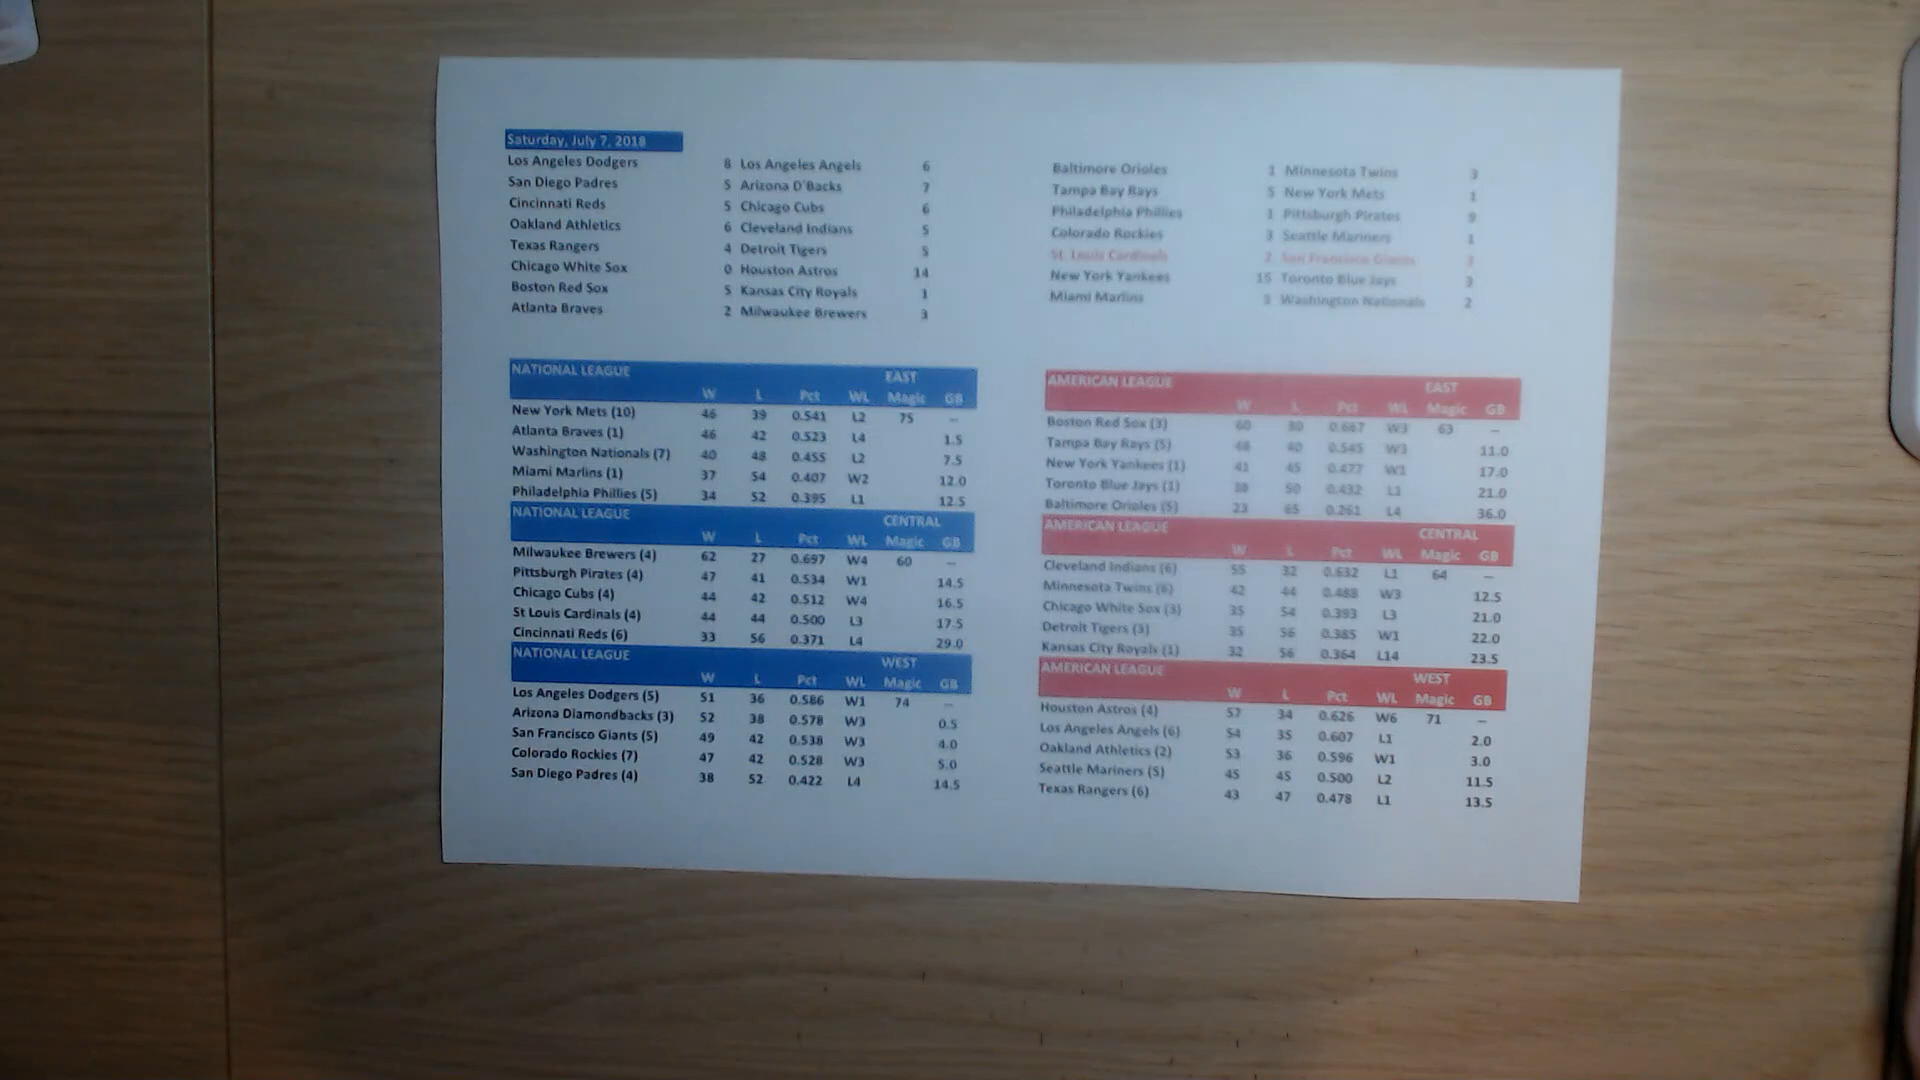 Saturday, July 7, 2018
Los Angeles Dodgers 8 Los Angeles Angels 6
San Diego Padres 5 Arizona D'Backs 7
Cincinnati Reds 5 Chicago Cubs 6
Oakland Athletics 6 Cleveland Indians 5
Texas Rangers 4 Detroit Tigers 5
Chicago White Sox 0 Houston Astros 14
Boston Red Sox 5 Kansas City Royals 1
Atlanta Braves 2 Milwaukee Brewers 3
Baltimore Orioles 1 Minnesota Twins 3
Tampa Bay Rays 5 New York Mets 1
Philadelphia Phillies 1 Pittsburgh Pirates 9
Colorado Rockies 3 Seattle Mariners 1
St. Louis Cardinals 2 San Francisco Giants 3
New York Yankees 15 Toronto Blue Jays 3
Miami Marlins Washington Nationals 2
NATIONAL LEAGUE EAST
W L Pct WL Magic GB
New York Mets (10) 46 39 0.541 L2 75 --
Atlanta Braves (1) 46 42 0.523 L4 1.5
Washington Nationals (7) 40 48 0.455 L2 7.5
Miami Marlins (1) 37 54 0.407 W2 12.0
Philadelphia Phillies (5) 34 52 0.395 L1 12.5
NATIONAL LEAGUE CENTRAL
W L Pct WL Magic GB
Milwaukee Brewers (4) 62 27 0.697 W4 60 --
Pittsburgh Pirates (4) 47 41 0.534 W1 14.5
Chicago Cubs (4) 44 42 0.512 W4 16.5
St Louis Cardinals (4) 44 44 0.500 L3 17.5
Cincinnati Reds (6) 33 56 0.371 L4 29.0
NATIONAL LEAGUE WEST
W L Pct WL Magic GB
Los Angeles Dodgers (5) 51 36 0.586 W1 74 --
Arizona Diamondbacks (3) 52 38 0.578 W3 0.5
San Francisco Giants (5) 49 42 0.538 W3 4.0
Colorado Rockies (7) 47 42 0.528 W3 5.0
San Diego Padres (4) 38 52 0.422 L4 14.5
AMERICAN LEAGUE EAST
W L Pct WL Magic GB
Boston Red Sox (3) 60 30 0.667 W3 63 --
Tampa Bay Rays (5) 48 40 0.545 W3 11.0
New York Yankees (1) 41 45 0.477 W1 17.0
Toronto Blue Jays (1) 38 50 0.432 L1 21.0
Baltimore Orioles (5) 23 65 0.261 L4 36.0
AMERICAN LEAGUE CENTRAL
W L Pct WL Magic GB
Cleveland Indians (6) 55 32 0.632 L1 64 --
Minnesota Twins (6) 42 44 0.488 W3 12.5
Chicago White Sox (3) 35 54 0.393 L3 21.0
Detroit Tigers (3) 35 56 0.385 W1 22.0
Kansas City Royals (1) 32 56 0.364 L14 23.5
AMERICAN LEAGUE WEST
W L Pct WL Magic GB
Houston Astros (4) 57 34 0.626 W6 71 --
Los Angeles Angels (6) 54 35 0.607 L1 2.0
Oakland Athletics (2) 53 36 0.596 W1 3.0
Seattle Mariners (5) 45 45 0.500 L2 11.5
Texas Rangers (6) 43 47 0.478 L1 13.5